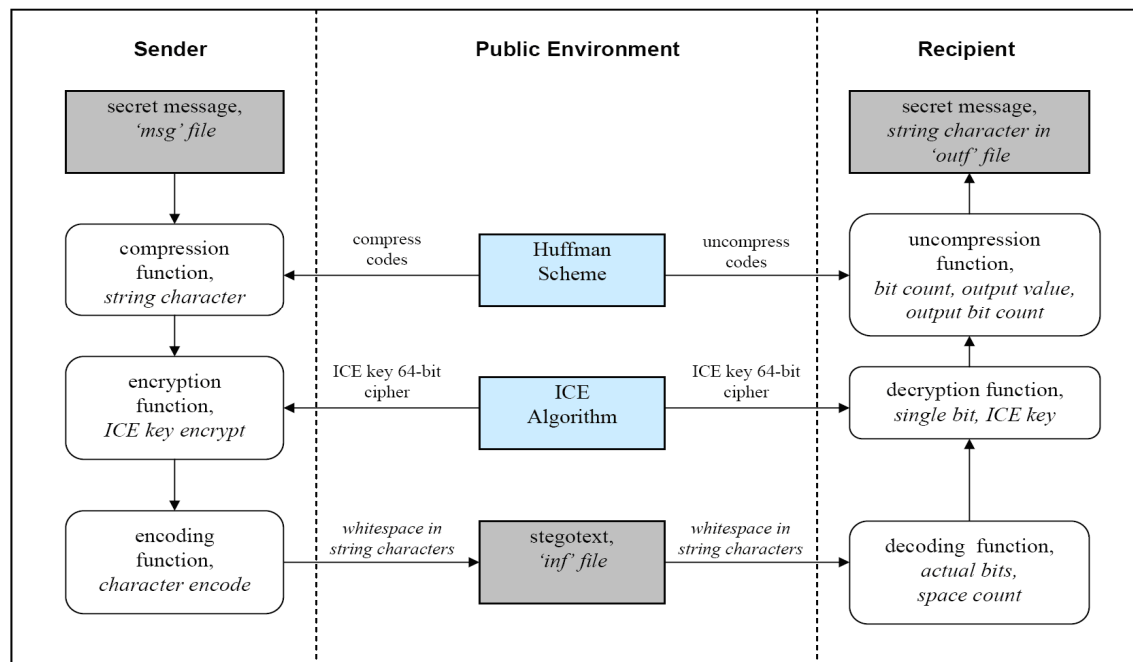 Sender
Public Environment
Recipient
secret message,
‘msg’ file
secret message,
string character in
‘outf’ file
compression
function,
string character
compress
codes
Huffman
Scheme
uncompress
codes
uncompression
function,
bit count, output value,
output bit count
encryption
function,
ICE key encrypt
ICE key 64-bit
cipher
ICE
Algorithm
ICE key 64-bit
cipher
decryption function,
single bit, ICE key
encoding
function,
character encode
whitespace in
string characters
stegotext,
‘inf’ file
whitespace in
string characters
decoding function,
actual bits,
space count